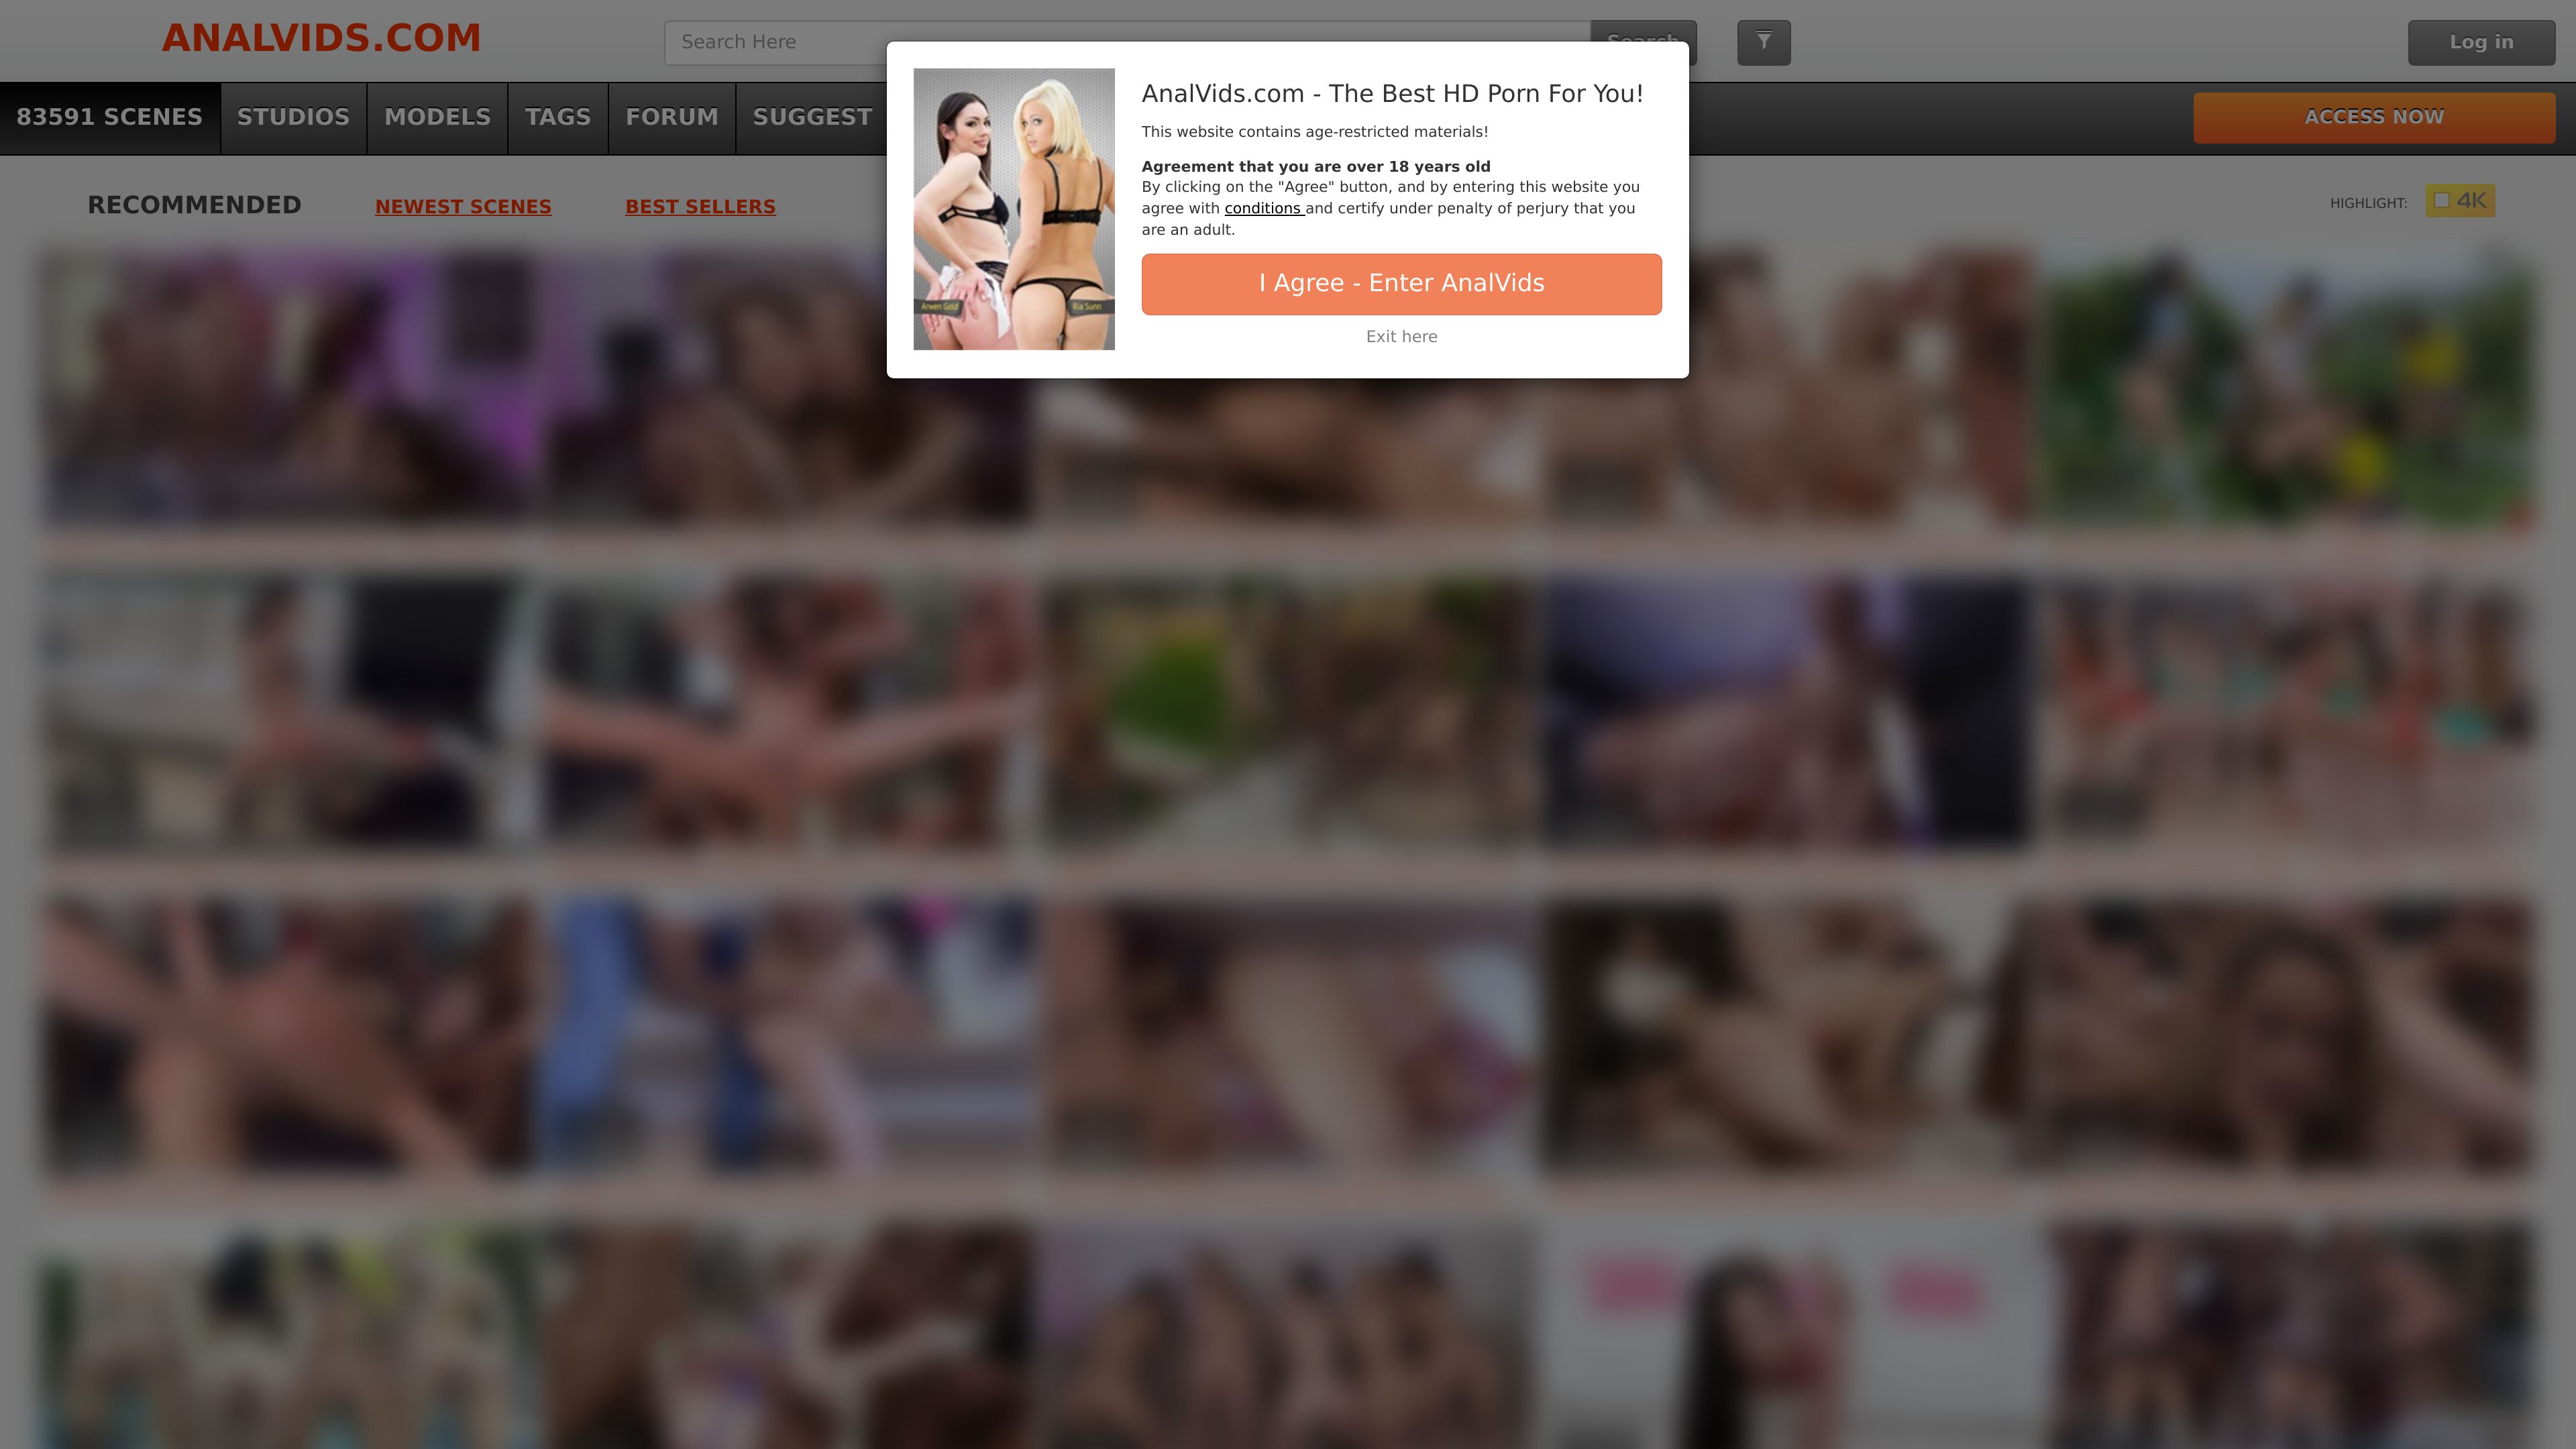 ANALVIDS.COM
Search Here
Search
Log in
83591 SCENES
STUDIOS
MODELS
TAGS
FORUM
SUGGEST
ACCESS NOW
RECOMMENDED
NEWEST SCENES
BEST SELLERS
HIGHLIGHT:
4K
AnalVids.com - The Best HD Porn For You!
This website contains age-restricted materials!
Agreement that you are over 18 years old
By clicking on the "Agree" button, and by entering this website you
agree with conditions and certify under penalty of perjury that you
are an adult.
I Agree - Enter AnalVids
Exit here
Arwen Gold
Ria Sunn